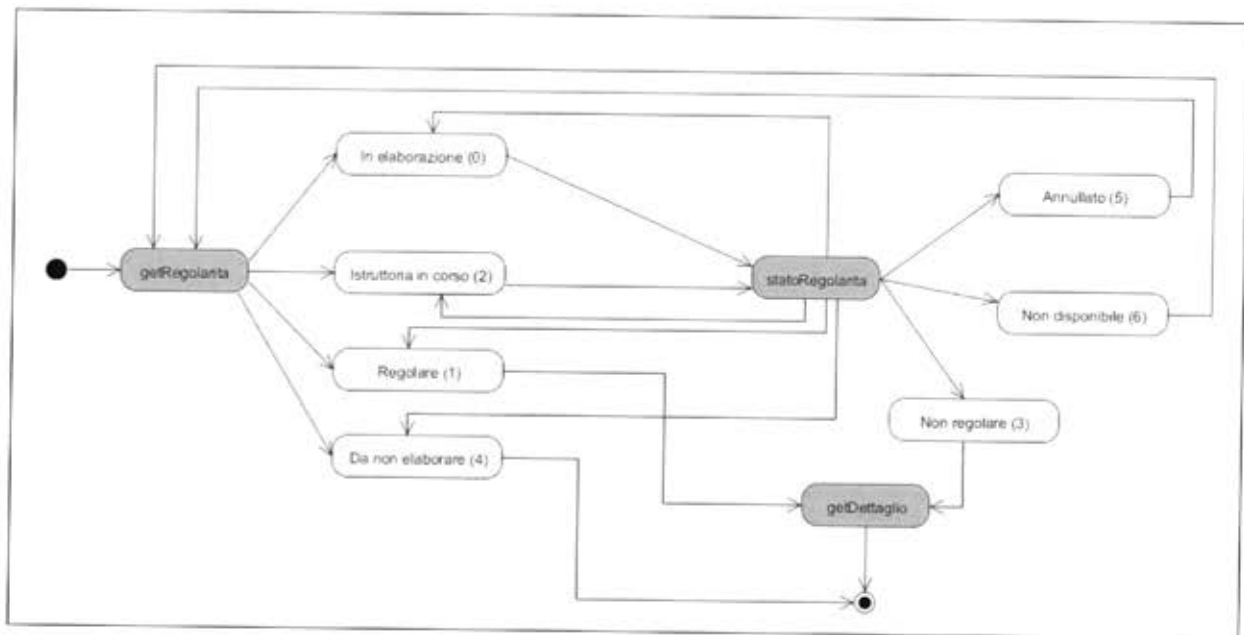 In elaborazione (0)
Annullato (5)
getRegolarita
Istruttoria in corso (2)
statoRegolarita
Non disponibile (6)
Regolare (1)
Non regolare (3)
Da non elaborare (4)
getDettaglio